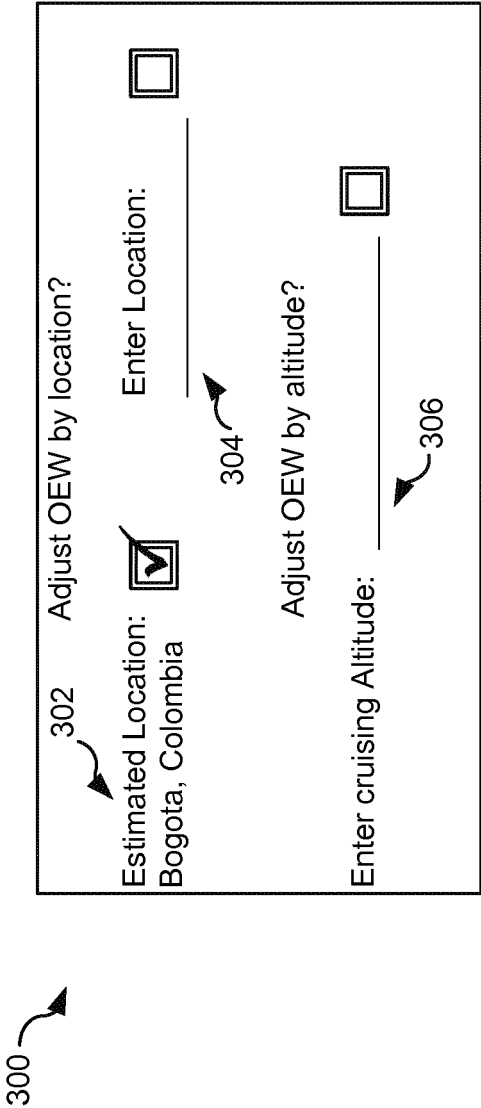 300
Adjust OEW by location?
302
Estimated Location:
Bogota, Colombia
Enter Location:
304
Adjust OEW by altitude?
Enter cruising Altitude:
306